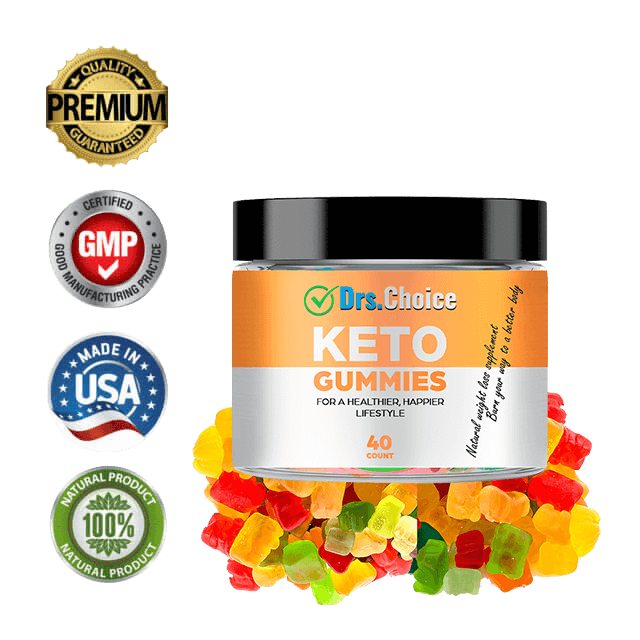 QUALITY
PREMIUM
GUARANTEED
CERTIFIED
GMP
GOOD MANUFACTURING PRACTICE
MADE IN
USA
NATURAL PRODUCT
100%
NATURAL PRODUCT
Drs.Choice
KETO
GUMMIES
FOR A HEALTHIER, HAPPIER
LIFESTYLE
40
COUNT
Natural weight loss supplement
Burn your way to a better body